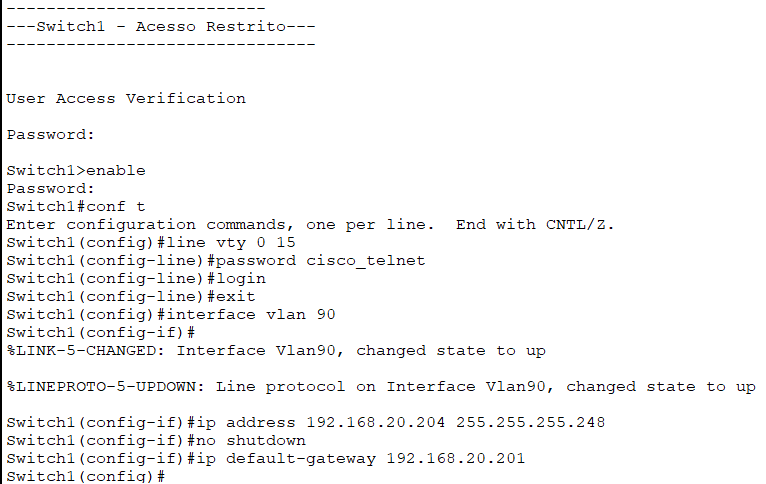 --------------------------
---Switch1 - Acesso Restrito---
-------------------------------
User Access Verification
Password:
Switch1>enable
Password:
Switch1#conf t
Enter configuration commands, one per line.  End with CNTL/Z.
Switch1(config)#line vty 0 15
Switch1(config-line)#password cisco_telnet
Switch1(config-line)#login
Switch1(config-line)#exit
Switch1(config)#interface vlan 90
Switch1(config-if)#
%LINK-5-CHANGED: Interface Vlan90, changed state to up
%LINEPROTO-5-UPDOWN: Line protocol on Interface Vlan90, changed state to up
Switch1(config-if)#ip address 192.168.20.204 255.255.255.248
Switch1(config-if)#no shutdown
Switch1(config-if)#ip default-gateway 192.168.20.201
Switch1(config)#